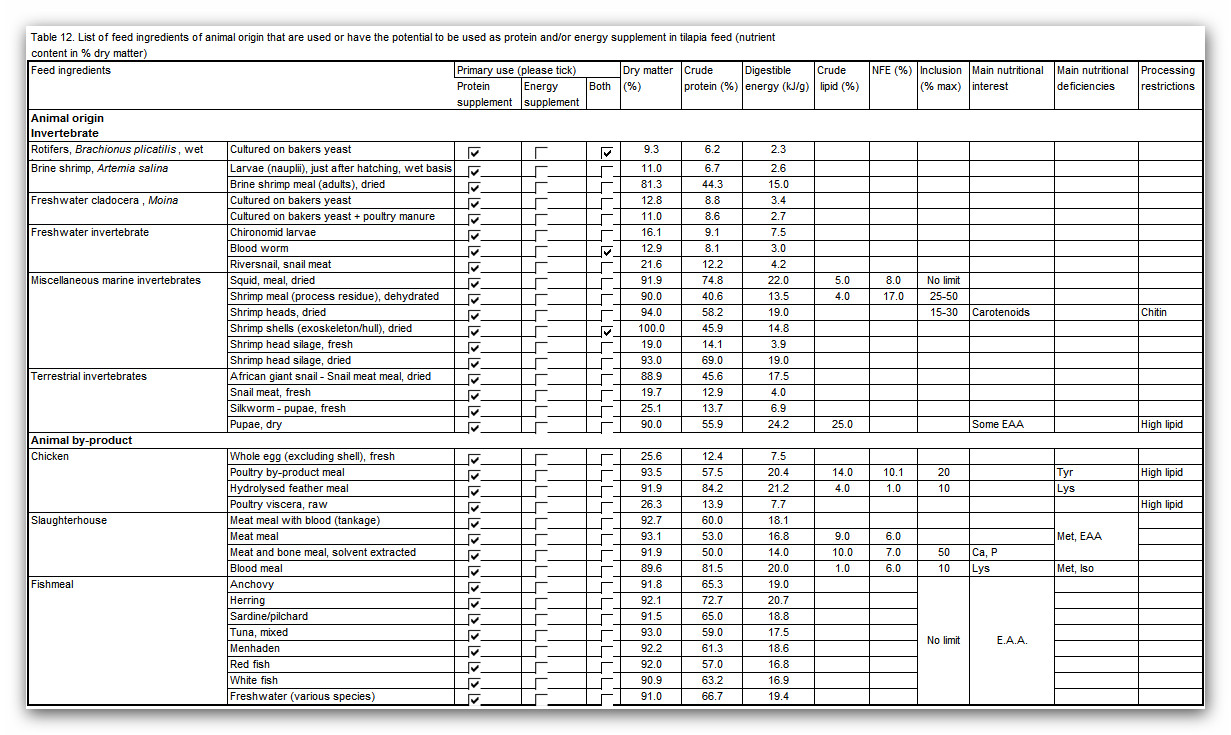 Table 12. List of feed ingredients of animal origin that are used or have the potential to be used as protein and/or energy supplement in tilapia feed (nutrient
content in % dry matter)
Feed ingredients Primary use (please tick) Dry matter Crude Digestible Crude NFE (%) Inclusion Main nutritional Main nutritional Processing
Protein Energy Both (%) protein (%) energy (kJ/g) lipid (%) (% max) interest deficiencies restrictions
supplement supplement
Animal origin
Invertebrate
Rotifers, Brachionus plicatilis , wet Cultured on bakers yeast 9.3 6.2 2.3
Brine shrimp, Artemia salina Larvae (nauplii), just after hatching, wet basis 11.0 6.7 2.6
Brine shrimp meal (adults), dried 81.3 44.3 15.0
Freshwater cladocera , Moina Cultured on bakers yeast 12.8 8.8 3.4
Cultured on bakers yeast + poultry manure 11.0 8.6 2.7
Freshwater invertebrate Chironomid larvae 16.1 9.1 7.5
Blood worm 12.9 8.1 3.0
Riversnail, snail meat 21.6 12.2 4.2
Miscellaneous marine invertebrates Squid, meal, dried 91.9 74.8 22.0 5.0 8.0 No limit
Shrimp meal (process residue), dehydrated 90.0 40.6 13.5 4.0 17.0 25-50
Shrimp heads, dried 94.0 58.2 19.0 15-30 Carotenoids Chitin
Shrimp shells (exoskeleton/hull), dried 100.0 45.9 14.8
Shrimp head silage, fresh 19.0 14.1 3.9
Shrimp head silage, dried 93.0 69.0 19.0
Terrestrial invertebrates African giant snail - Snail meat meal, dried 88.9 45.6 17.5
Snail meat, fresh 19.7 12.9 4.0
Silkworm - pupae, fresh 25.1 13.7 6.9
Pupae, dry 90.0 55.9 24.2 25.0 Some EAA High lipid
Animal by-product
Chicken Whole egg (excluding shell), fresh 25.6 12.4 7.5
Poultry by-product meal 93.5 57.5 20.4 14.0 10.1 20 Tyr High lipid
Hydrolysed feather meal 91.9 84.2 21.2 4.0 1.0 10 Lys
Poultry viscera, raw 26.3 13.9 7.7 High lipid
Slaughterhouse Meat meal with blood (tankage) 92.7 60.0 18.1
Meat meal 93.1 53.0 16.8 9.0 6.0 Met, EAA
Meat and bone meal, solvent extracted 91.9 50.0 14.0 10.0 7.0 50 Ca, P
Blood meal 89.6 81.5 20.0 1.0 6.0 10 Lys Met, Iso
Fishmeal Anchovy 91.8 65.3 19.0
Herring 92.1 72.7 20.7
Sardine/pilchard 91.5 65.0 18.8
Tuna, mixed 93.0 59.0 17.5 No limit E.A.A.
Menhaden 92.2 61.3 18.6
Red fish 92.0 57.0 16.8
White fish 90.9 63.2 16.9
Freshwater (various species) 91.0 66.7 19.4